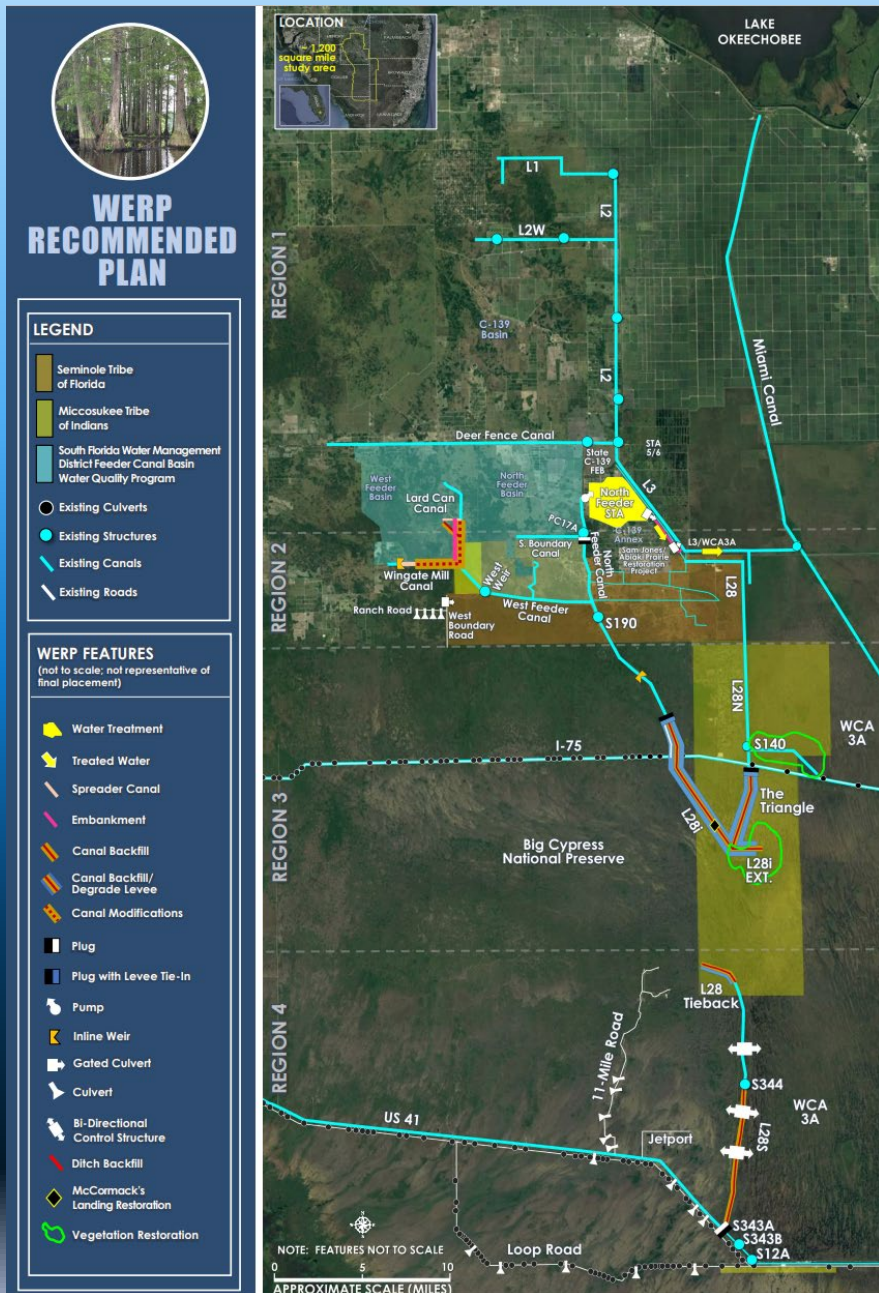 WERP
RECOMMENDED
PLAN
LEGEND
Seminole Tribe
of Florida
Miccosukee Tribe
of Indians
South Florida Water Management
District Feeder Canal Basin
Water Quality Program
Existing Culverts
Existing Structures
Existing Canals
Existing Roads
WERP FEATURES
(not to scale; not representative of
final placement)
Water Treatment
Treated Water
Spreader Canal
Embankment
Canal Backfill
Canal Backfill/
Degrade Levee
Canal Modifications
Plug
Plug with Levee Tie-In
Pump
Inline Weir
Gated Culvert
Culvert
Bi-Directional
Control Structure
Ditch Backfill
McCormack's
Landing Restoration
Vegetation Restoration
LOCATION
~ 1,200
square mile
study area
LAKE
OKEECHOBEE
REGION 1
L1
L2
L2W
C-139
Basin
L2
Miami Canal
Deer Fence Canal
State
C-139
FEB
STA
5/6
West
Feeder
Basin
North
Feeder
Basin
Lard Can
Canal
North
Feeder
STA
L3
PC17A
C-139
Annex
L3/WCA3A
REGION 2
S. Boundary
Canal
Sam Jones/
Abiaki Prairie
Restoration
Project
North
Feeder Canal
Wingate Mill
Canal
West Weir
L28
Ranch Road
West
Boundary
Road
West Feeder
Canal
S190
REGION 3
L28N
WCA
3A
S140
I-75
The
Triangle
L28i
Big Cypress
National Preserve
L28i
EXT.
REGION 4
L28
Tieback
11-Mile Road
S344
WCA
3A
L28S
US 41
Jetport
S343A
S343B
S12A
Loop Road
NOTE: FEATURES NOT TO SCALE
0 5 10
APPROXIMATE SCALE (MILES)